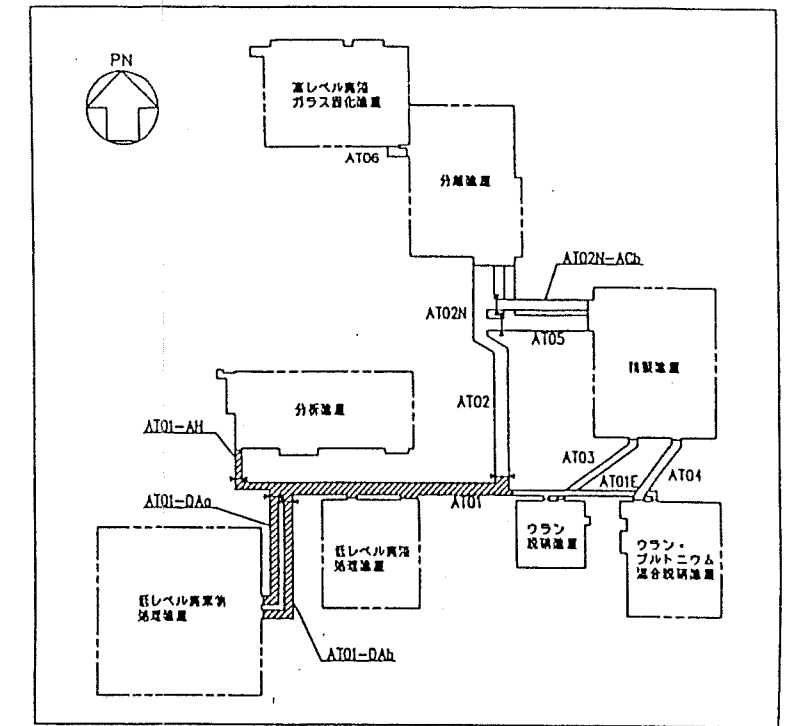 PN
高レベル廃液
ガラス固化建屋
AT06
分離建屋
AT02N-ACb
AT02N
AT05
精製建屋
分析建屋
AT02
AT01-AH
AT03
AT01E
AT04
AT01-DAa
AT01
ウラン
脱硝建屋
ウラン・
プルトニウム
混合脱硝建屋
低レベル廃液
処理建屋
低レベル廃棄物
処理建屋
AT01-DAb